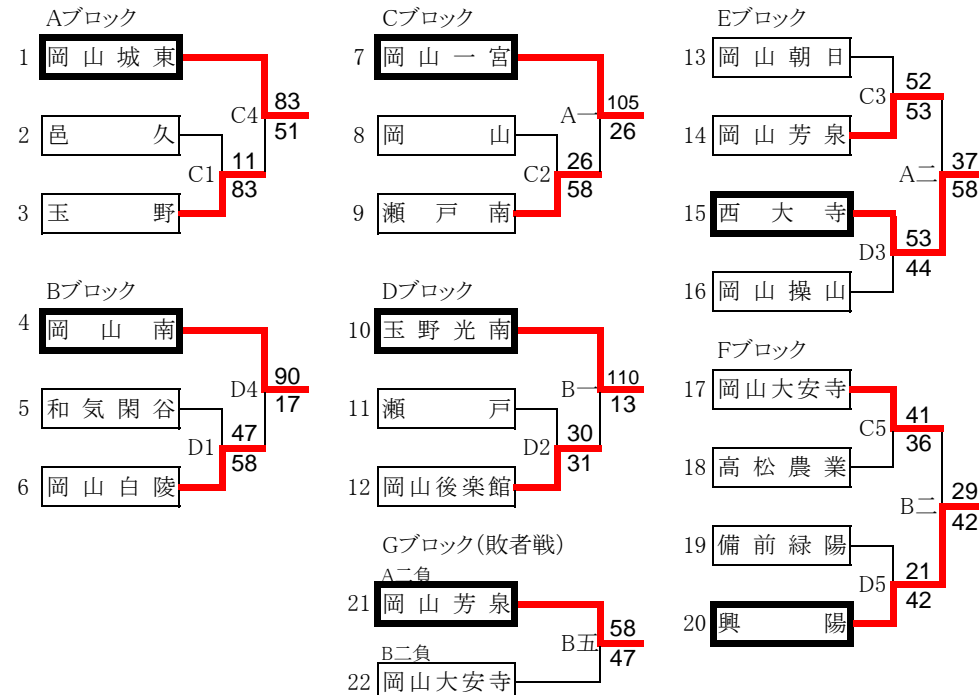 Aブロック
1 岡山城東
C4 83
51
2 邑久
C1 11
83
3 玉野
Bブロック
4 岡山南
D4 90
17
5 和気閑谷
D1 47
58
6 岡山白陵
Cブロック
7 岡山一宮
A一 105
26
8 岡山
C2 26
58
9 瀬戸南
Dブロック
10 玉野光南
B一 110
13
11 瀬戸
D2 30
31
12 岡山後楽館
Gブロック(敗者戦)
A二負
21 岡山芳泉
B五 58
47
B二負
22 岡山大安寺
Eブロック
13 岡山朝日
C3 52
53
14 岡山芳泉
A二 37
58
15 西大寺
D3 53
44
16 岡山操山
Fブロック
17 岡山大安寺
C5 41
36
18 高松農業
B二 29
42
19 備前緑陽
D5 21
42
20 興陽